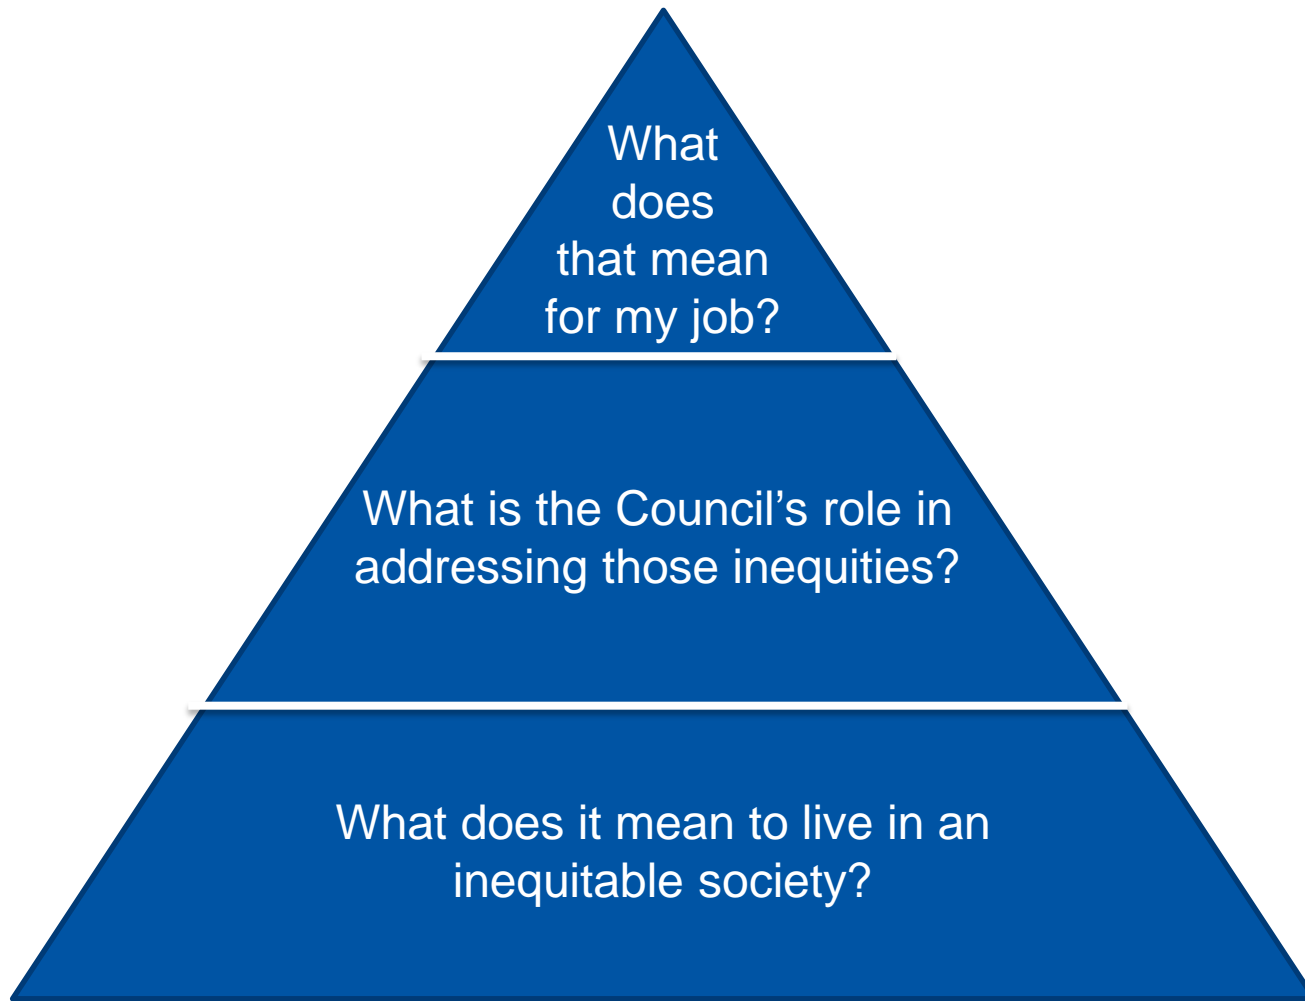 What
does
that mean
for my job?
What is the Council’s role in
addressing those inequities?
What does it mean to live in an
inequitable society?